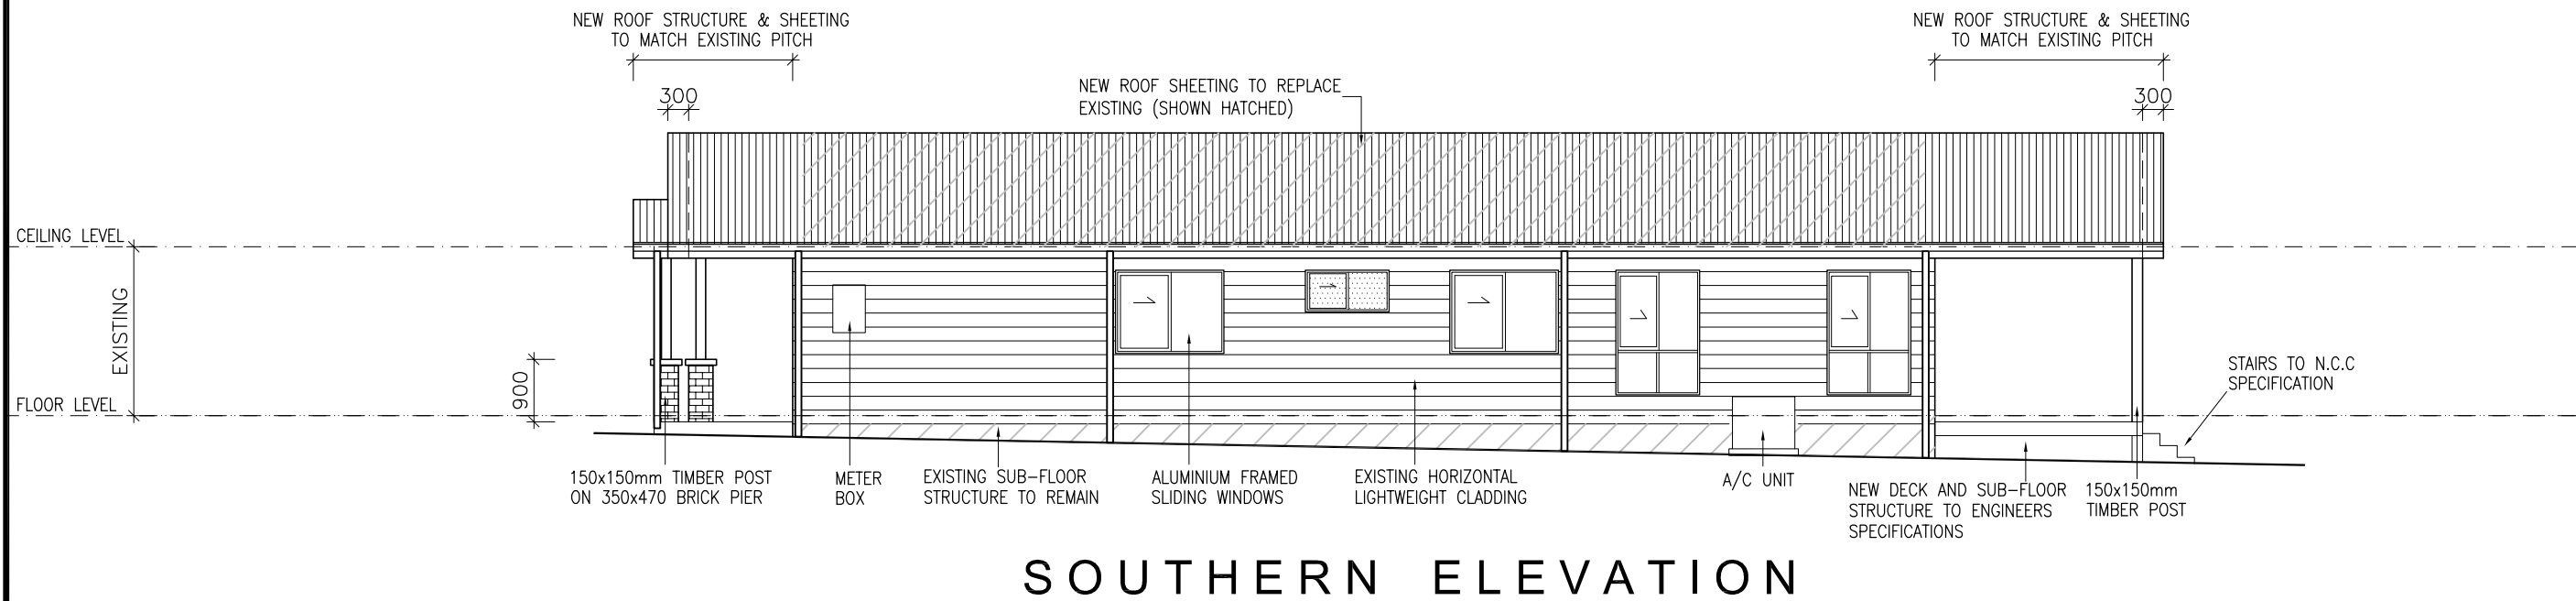 NEW ROOF STRUCTURE & SHEETING
TO MATCH EXISTING PITCH
NEW ROOF STRUCTURE & SHEETING
TO MATCH EXISTING PITCH
300
NEW ROOF SHEETING TO REPLACE
EXISTING (SHOWN HATCHED)
300
CEILING LEVEL
EXISTING
900
FLOOR LEVEL
STAIRS TO N.C.C
SPECIFICATION
150x150mm TIMBER POST
ON 350x470 BRICK PIER
METER
BOX
EXISTING SUB-FLOOR
STRUCTURE TO REMAIN
ALUMINIUM FRAMED
SLIDING WINDOWS
EXISTING HORIZONTAL
LIGHTWEIGHT CLADDING
A/C UNIT
NEW DECK AND SUB-FLOOR
STRUCTURE TO ENGINEERS
SPECIFICATIONS
150x150mm
TIMBER POST
SOUTHERN ELEVATION